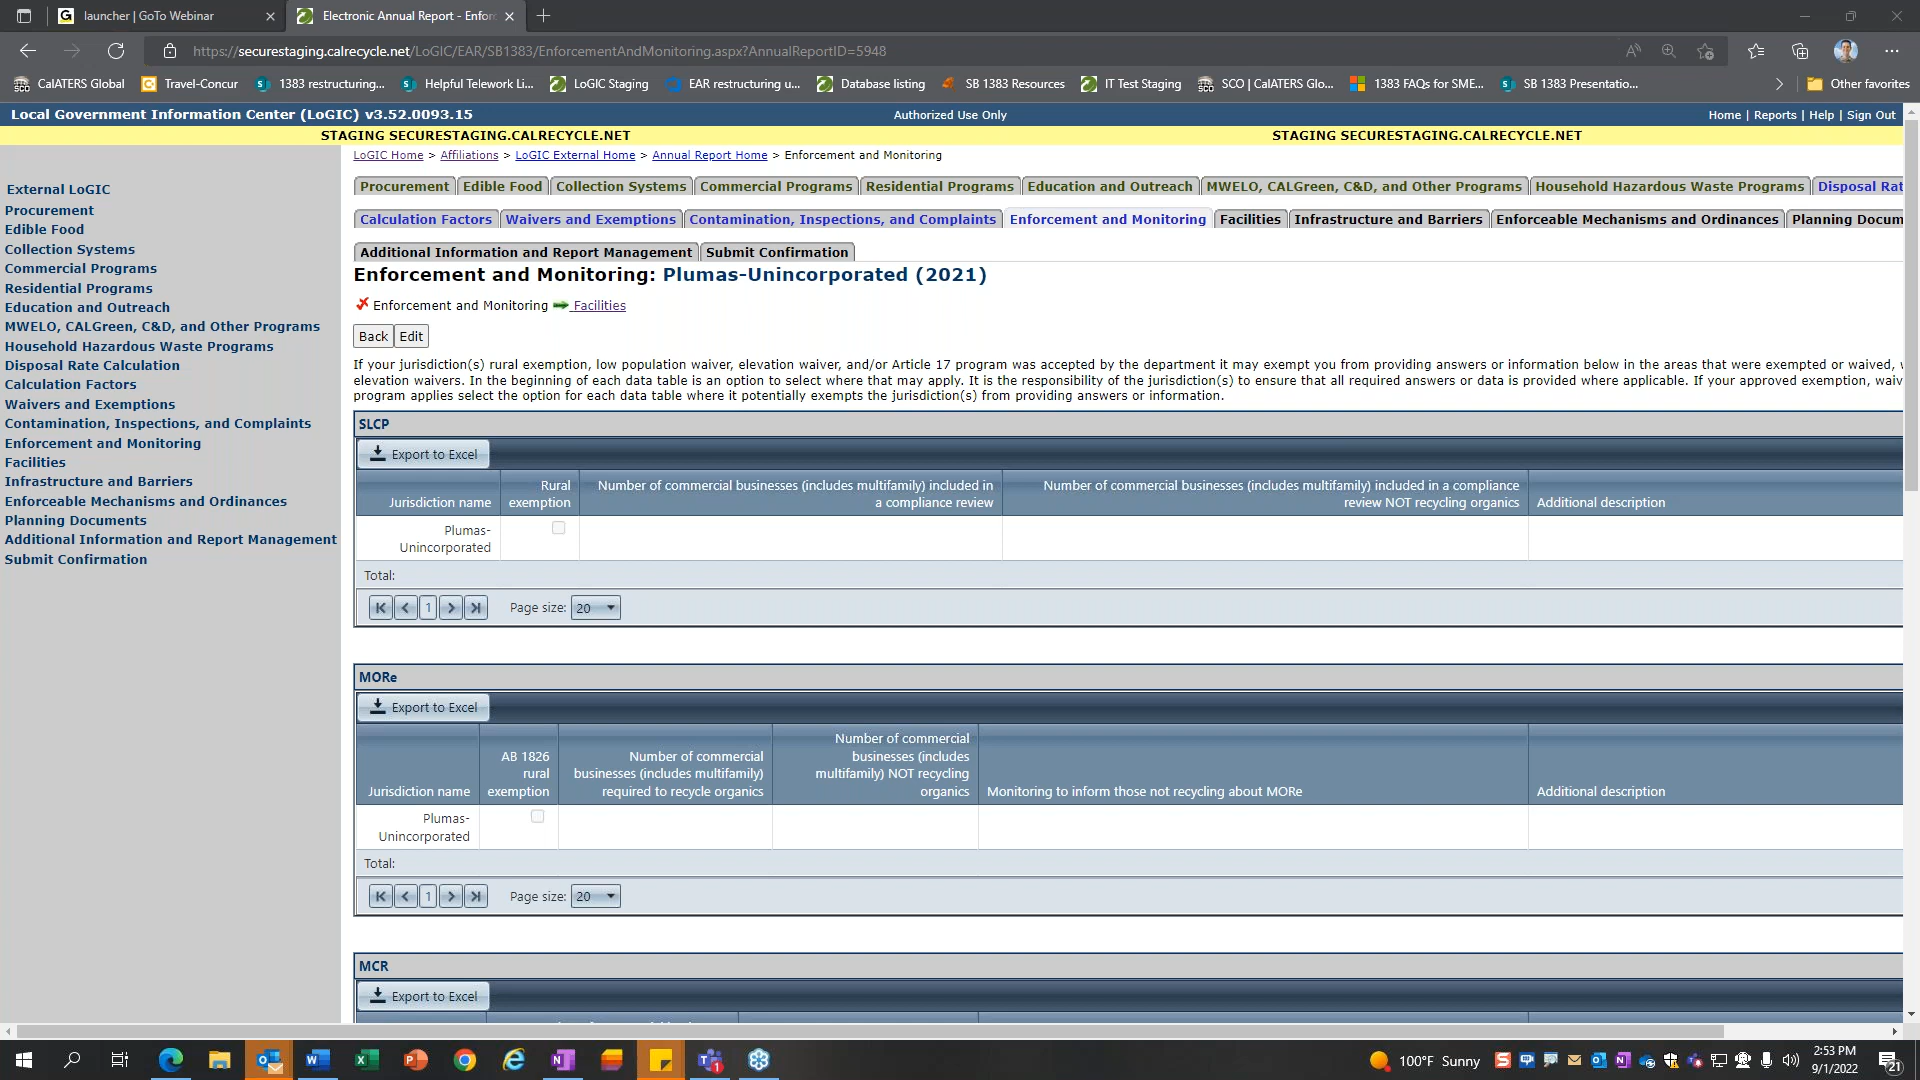 launcher | GoTo Webinar
Electronic Annual Report - Enfor
https://securestaging.calrecycle.net/LoGIC/EAR/SB1383/EnforcementAndMonitoring.aspx?AnnualReportID=5948
CalATERS Global
Travel-Concur
1383 restructuring...
Helpful Telework Li...
LoGIC Staging
EAR restructuring u...
Database listing
SB 1383 Resources
IT Test Staging
SCO | CalATERS Glo...
1383 FAQs for SME...
SB 1383 Presentatio...
Other favorites
Local Government Information Center (LoGIC) v3.52.0093.15
Authorized Use Only
Home | Reports | Help | Sign Out
STAGING SECURESTAGING.CALRECYCLE.NET
STAGING SECURESTAGING.CALRECYCLE.NET
External LoGIC
Procurement
Edible Food
Collection Systems
Commercial Programs
Residential Programs
Education and Outreach
MWELO, CALGreen, C&D, and Other Programs
Household Hazardous Waste Programs
Disposal Rate Calculation
Calculation Factors
Waivers and Exemptions
Contamination, Inspections, and Complaints
Enforcement and Monitoring
Facilities
Infrastructure and Barriers
Enforceable Mechanisms and Ordinances
Planning Documents
Additional Information and Report Management
Submit Confirmation
LoGIC Home > Affiliations > LoGIC External Home > Annual Report Home > Enforcement and Monitoring
Procurement
Edible Food
Collection Systems
Commercial Programs
Residential Programs
Education and Outreach
MWELO, CALGreen, C&D, and Other Programs
Household Hazardous Waste Programs
Disposal Rat
Calculation Factors
Waivers and Exemptions
Contamination, Inspections, and Complaints
Enforcement and Monitoring
Facilities
Infrastructure and Barriers
Enforceable Mechanisms and Ordinances
Planning Docum
Additional Information and Report Management
Submit Confirmation
Enforcement and Monitoring: Plumas-Unincorporated (2021)
Enforcement and Monitoring Facilities
Back
Edit
If your jurisdiction(s) rural exemption, low population waiver, elevation waiver, and/or Article 17 program was accepted by the department it may exempt you from providing answers or information below in the areas that were exempted or waived,
elevation waivers. In the beginning of each data table is an option to select where that may apply. It is the responsibility of the jurisdiction(s) to ensure that all required answers or data is provided where applicable. If your approved exemption, waiv
program applies select the option for each data table where it potentially exempts the jurisdiction(s) from providing answers or information.
SLCP
Export to Excel
Jurisdiction name
Rural
exemption
Number of commercial businesses (includes multifamily) included in
a compliance review
Number of commercial businesses (includes multifamily) included in a compliance
review NOT recycling organics
Additional description
Plumas-
Unincorporated
Total:
1
Page size: 20
MORe
Export to Excel
Jurisdiction name
AB 1826
rural
exemption
Number of commercial
businesses (includes multifamily)
required to recycle organics
Number of commercial
businesses (includes
multifamily) NOT recycling
organics
Monitoring to inform those not recycling about MORe
Additional description
Plumas-
Unincorporated
Total:
1
Page size: 20
MCR
Export to Excel
100°F Sunny
2:53 PM
9/1/2022
21